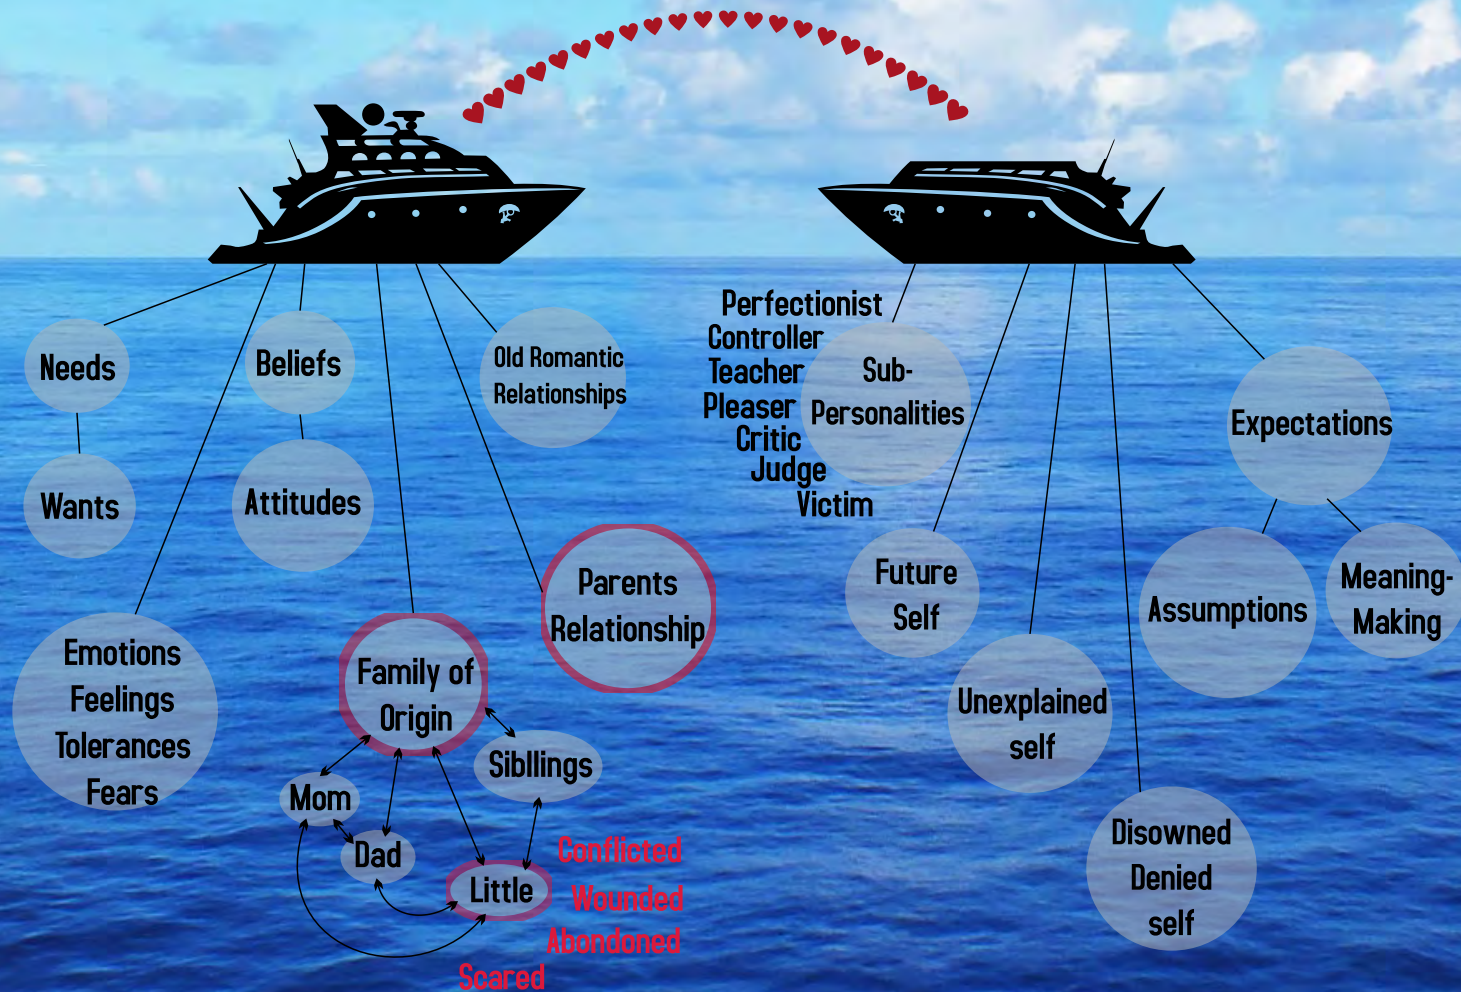 Needs
Wants
Beliefs
Attitudes
Old Romantic
Relationships
Emotions
Feelings
Tolerances
Fears
Family of
Origin
Parents
Relationship
Mom
Dad
Sibllings
Little
Conflicted
Wounded
Abondoned
Scared
Perfectionist
Controller
Teacher
Pleaser
Critic
Judge
Victim
Sub-
Personalities
Future
Self
Unexplained
self
Disowned
Denied
self
Expectations
Assumptions
Meaning-
Making